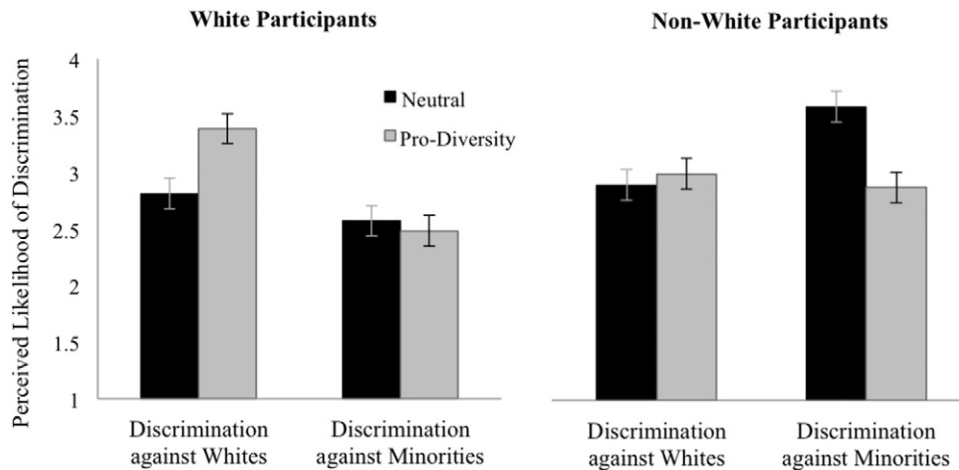 White Participants
Non-White Participants
Perceived Likelihood of Discrimination
4
3.5
3
2.5
2
1.5
1
Neutral
Pro-Diversity
Discrimination
against Whites
Discrimination
against Minorities
Discrimination
against Whites
Discrimination
against Minorities